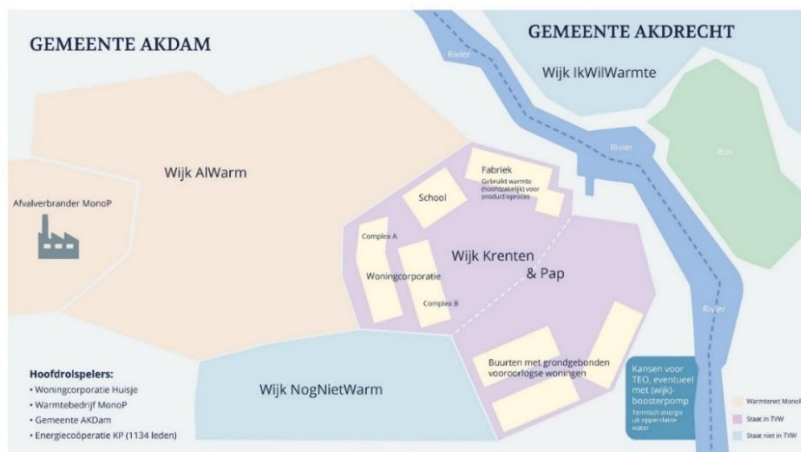 GEMEENTE AKDAM
GEMEENTE AKDRECHT
Rivier
Wijk IkWilWarmte
Rivier
Bos
Wijk AlWarm
Fabriek
Gebruikt warmte
(hoofdzakelijk) voor
productieproces
School
Afvalverbrander MonoP
Complex A
Wijk Krenten
& Pap
Woningcorporatie
Complex B
Rivier
Buurten met grondgebonden
vooroorlogse woningen
Wijk NogNietWarm
Kansen voor
TEO, eventueel
met (wijk)-
boosterpomp
Termisch energie
uit oppervlakte
water
Hoofdrolspelers:
• Woningcorporatie Huisje
• Warmtebedrijf MonoP
• Gemeente AKDam
• Energiecoöperatie KP (1134 leden)
Warmtenet MonoP
Staat in TVW
Staat niet in TVW